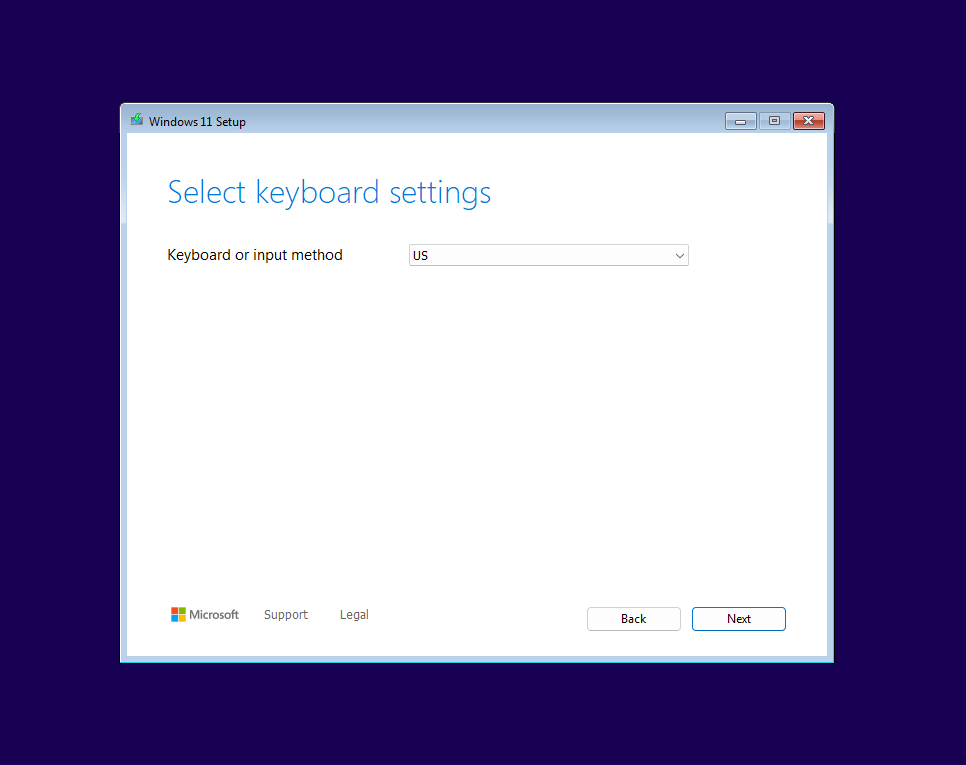 Windows 11 Setup
Select keyboard settings
Keyboard or input method US
Microsoft Support Legal Back Next